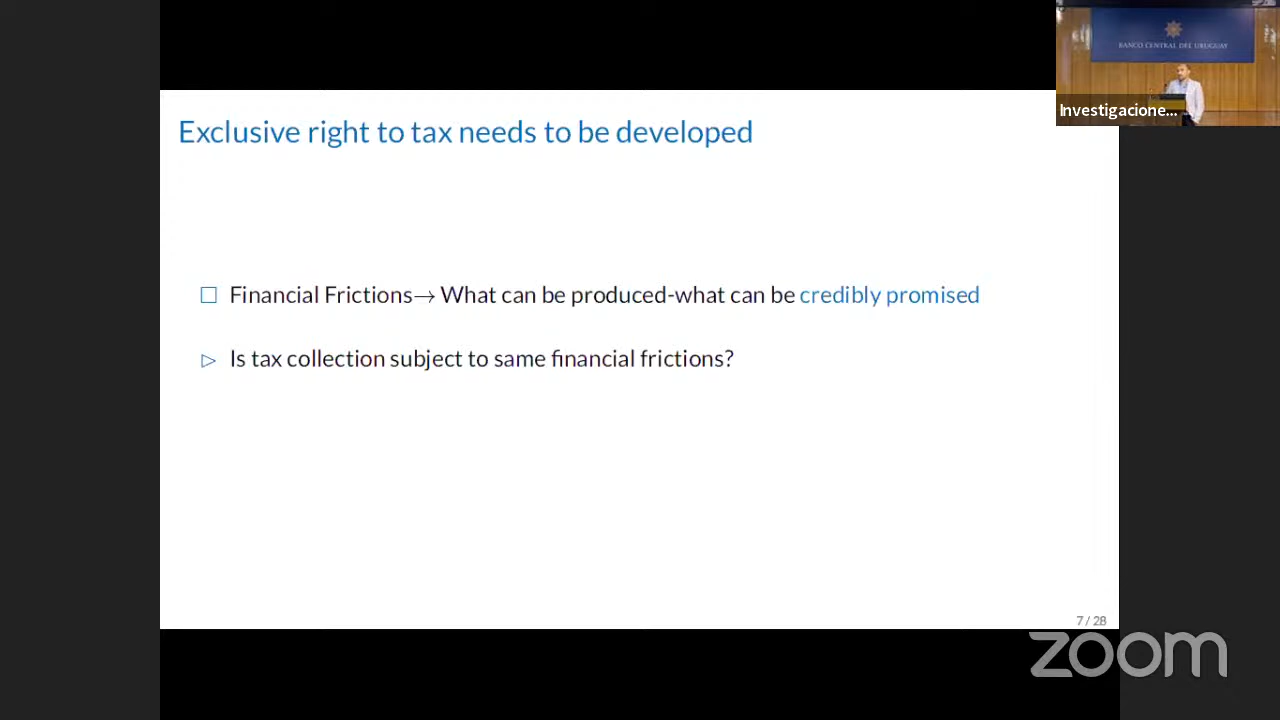 BANCO CENTRAL DEL URUGUAY
Investigacione...
Exclusive right to tax needs to be developed
Financial Frictions→ What can be produced-what can be credibly promised
Is tax collection subject to same financial frictions?
7 / 28
zoom